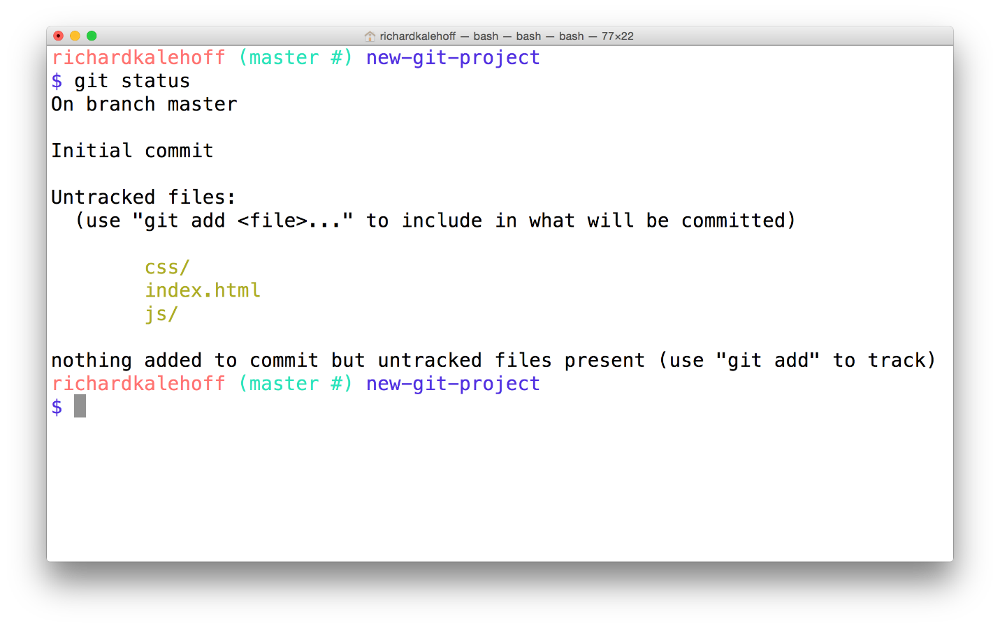 richardkalehoff — bash — bash — bash — 77×22
richardkalehoff (master #) new-git-project
$ git status
On branch master
Initial commit
Untracked files:
(use "git add <file>..." to include in what will be committed)
css/
index.html
js/
nothing added to commit but untracked files present (use "git add" to track)
richardkalehoff (master #) new-git-project
$